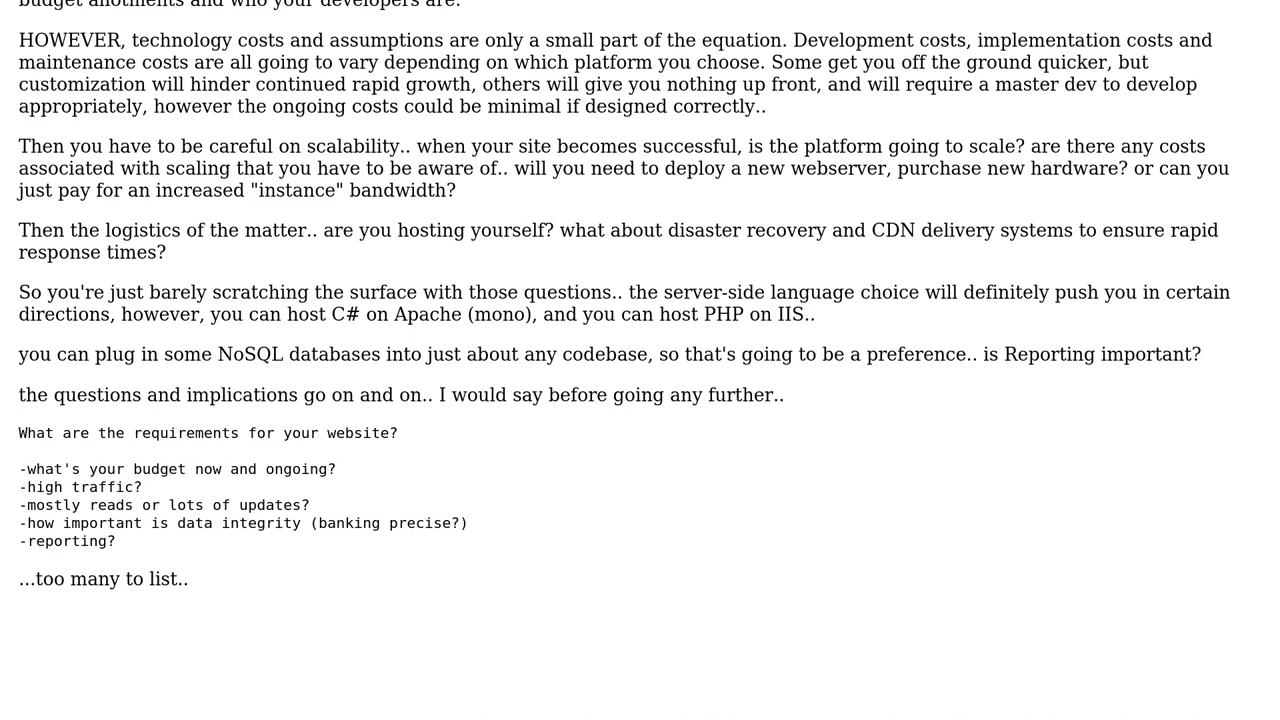 budget allotments and who your developers are.
HOWEVER, technology costs and assumptions are only a small part of the equation. Development costs, implementation costs and
maintenance costs are all going to vary depending on which platform you choose. Some get you off the ground quicker, but
customization will hinder continued rapid growth, others will give you nothing up front, and will require a master dev to develop
appropriately, however the ongoing costs could be minimal if designed correctly..
Then you have to be careful on scalability.. when your site becomes successful, is the platform going to scale? are there any costs
associated with scaling that you have to be aware of.. will you need to deploy a new webserver, purchase new hardware? or can you
just pay for an increased "instance" bandwidth?
Then the logistics of the matter.. are you hosting yourself? what about disaster recovery and CDN delivery systems to ensure rapid
response times?
So you're just barely scratching the surface with those questions.. the server-side language choice will definitely push you in certain
directions, however, you can host C# on Apache (mono), and you can host PHP on IIS..
you can plug in some NoSQL databases into just about any codebase, so that's going to be a preference.. is Reporting important?
the questions and implications go on and on.. I would say before going any further..
What are the requirements for your website?
-what's your budget now and ongoing?
-high traffic?
-mostly reads or lots of updates?
-how important is data integrity (banking precise?)
-reporting?
...too many to list..